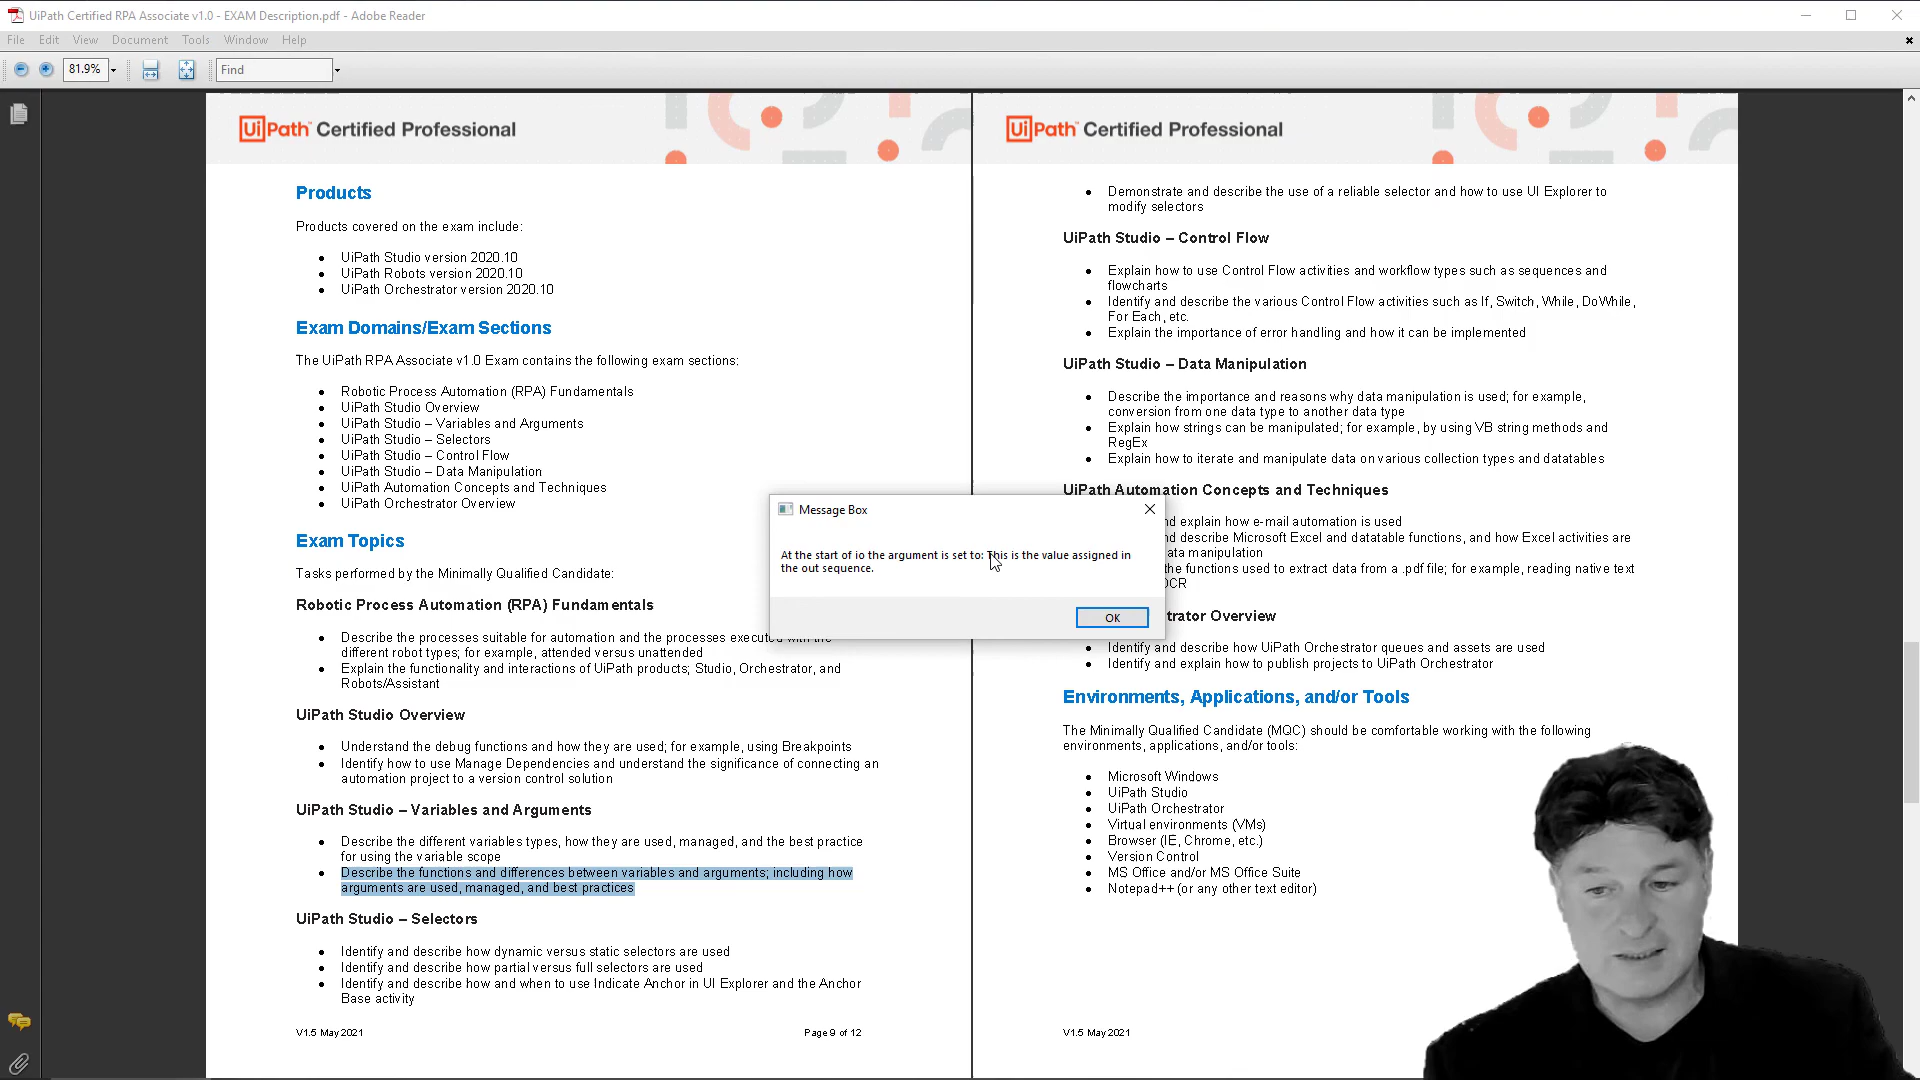 UiPath Certified RPA Associate v1.0 - EXAM Description.pdf - Adobe Reader
File Edit View Document Tools Window Help
81.9% Find
UiPath™ Certified Professional
Products
Products covered on the exam include:
• UiPath Studio version 2020.10
• UiPath Robots version 2020.10
• UiPath Orchestrator version 2020.10
Exam Domains/Exam Sections
The UiPath RPA Associate v1.0 Exam contains the following exam sections:
• Robotic Process Automation (RPA) Fundamentals
• UiPath Studio Overview
• UiPath Studio – Variables and Arguments
• UiPath Studio – Selectors
• UiPath Studio – Control Flow
• UiPath Studio – Data Manipulation
• UiPath Automation Concepts and Techniques
• UiPath Orchestrator Overview
Exam Topics
Tasks performed by the Minimally Qualified Candidate:
Robotic Process Automation (RPA) Fundamentals
• Describe the processes suitable for automation and the processes executed with the
different robot types; for example, attended versus unattended
• Explain the functionality and interactions of UiPath products; Studio, Orchestrator, and
Robots/Assistant
UiPath Studio Overview
• Understand the debug functions and how they are used; for example, using Breakpoints
• Identify how to use Manage Dependencies and understand the significance of connecting an
automation project to a version control solution
UiPath Studio – Variables and Arguments
• Describe the different variables types, how they are used, managed, and the best practice
for using the variable scope
• Describe the functions and differences between variables and arguments; including how
arguments are used, managed, and best practices
UiPath Studio – Selectors
• Identify and describe how dynamic versus static selectors are used
• Identify and describe how partial versus full selectors are used
• Identify and describe how and when to use Indicate Anchor in UI Explorer and the Anchor
Base activity
V1.5 May 2021 Page 9 of 12
UiPath™ Certified Professional
• Demonstrate and describe the use of a reliable selector and how to use UI Explorer to
modify selectors
UiPath Studio – Control Flow
• Explain how to use Control Flow activities and workflow types such as sequences and
flowcharts
• Identify and describe the various Control Flow activities such as If, Switch, While, DoWhile,
For Each, etc.
• Explain the importance of error handling and how it can be implemented
UiPath Studio – Data Manipulation
• Describe the importance and reasons why data manipulation is used; for example,
conversion from one data type to another data type
• Explain how strings can be manipulated; for example, by using VB string methods and
RegEx
• Explain how to iterate and manipulate data on various collection types and datatables
UiPath Automation Concepts and Techniques
explain how e-mail automation is used
describe Microsoft Excel and datatable functions, and how Excel activities are
manipulation
the functions used to extract data from a .pdf file; for example, reading native text
Overview
• Identify and describe how UiPath Orchestrator queues and assets are used
• Identify and explain how to publish projects to UiPath Orchestrator
Environments, Applications, and/or Tools
The Minimally Qualified Candidate (MQC) should be comfortable working with the following
environments, applications, and/or tools:
• Microsoft Windows
• UiPath Studio
• UiPath Orchestrator
• Virtual environments (VMs)
• Browser (IE, Chrome, etc.)
• Version Control
• MS Office and/or MS Office Suite
• Notepad++ (or any other text editor)
V1.5 May 2021
Message Box
At the start of io the argument is set to: This is the value assigned in
the out sequence.
OK